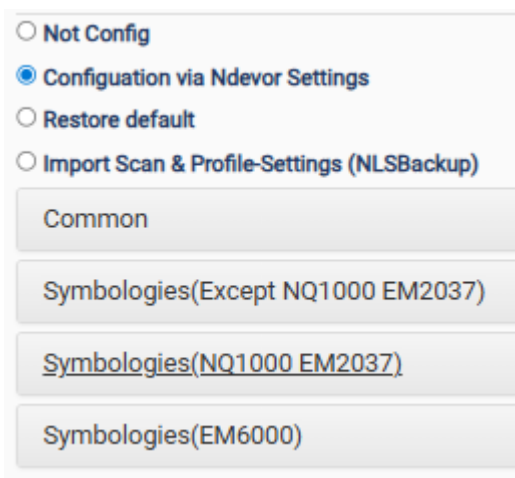 Not Config
Configuation via Ndevor Settings
Restore default
Import Scan & Profile-Settings (NLSBackup)
Common
Symbologies(Except NQ1000 EM2037)
Symbologies(NQ1000 EM2037)
Symbologies(EM6000)